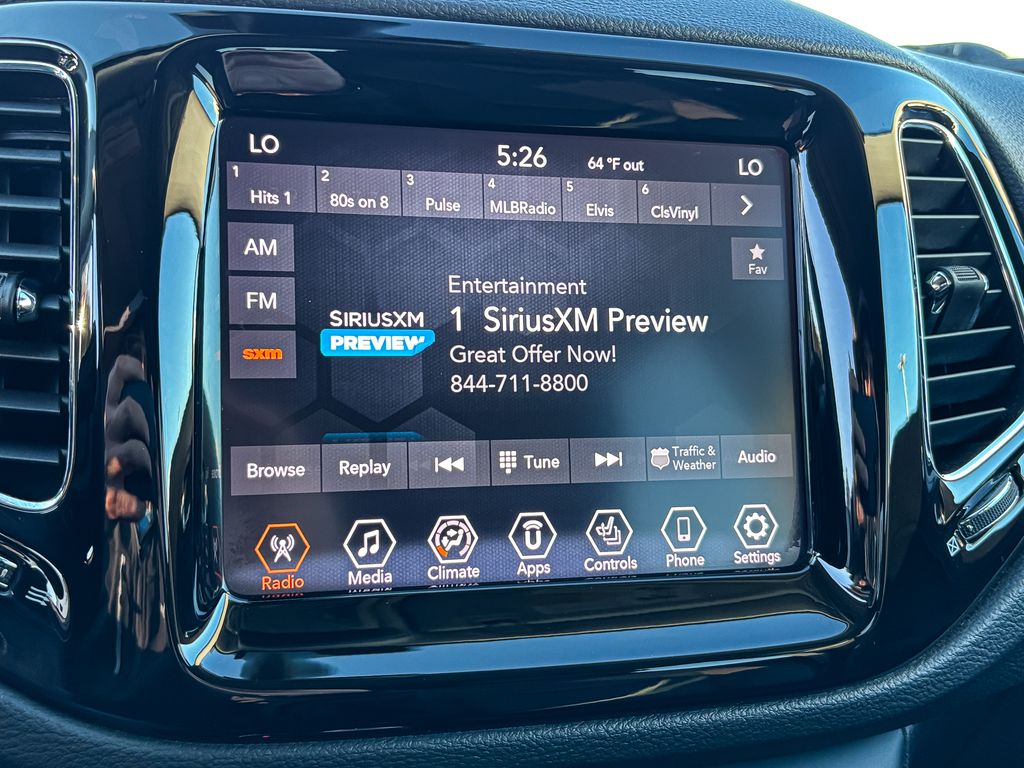 LO 5:26 64 °F out LO
1 Hits 1
2 80s on 8
3 Pulse
4 MLBRadio
5 Elvis
6 ClsVinyl
AM
FM
sxm
Fav
SIRIUSXM
PREVIEW
Entertainment
1 SiriusXM Preview
Great Offer Now!
844-711-8800
Browse
Replay
Tune
Traffic &
Weather
Audio
Radio
Media
Climate
Apps
Controls
Phone
Settings